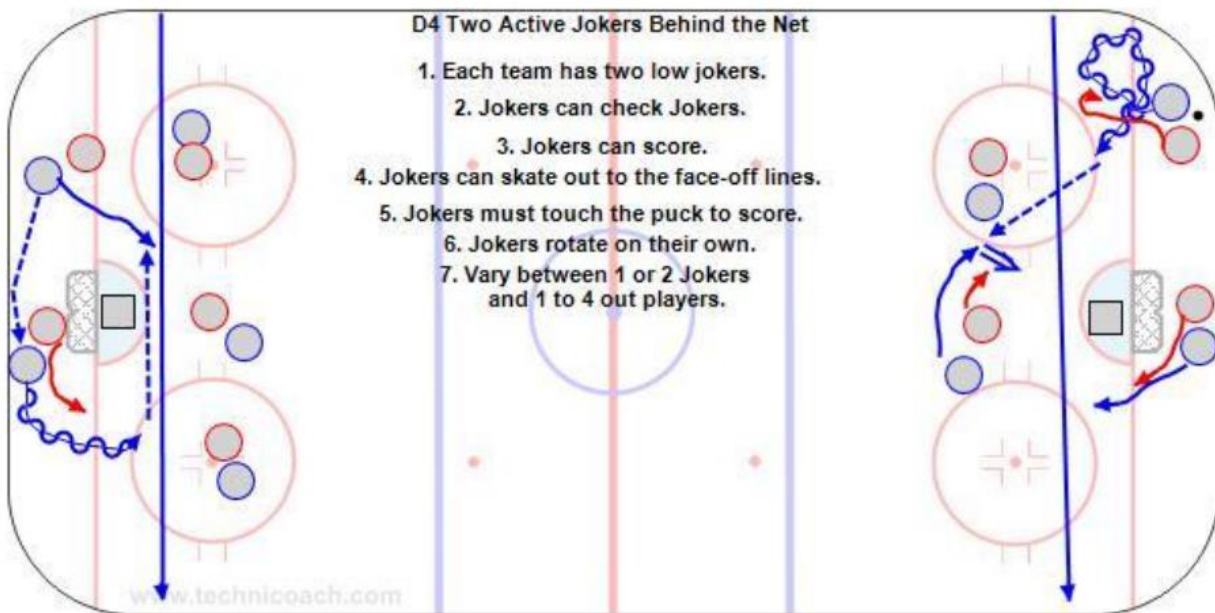 D4 Two Active Jokers Behind the Net
1. Each team has two low jokers.
2. Jokers can check Jokers.
3. Jokers can score.
4. Jokers can skate out to the face-off lines.
5. Jokers must touch the puck to score.
6. Jokers rotate on their own.
7. Vary between 1 or 2 Jokers
and 1 to 4 out players.
www.technicoach.com